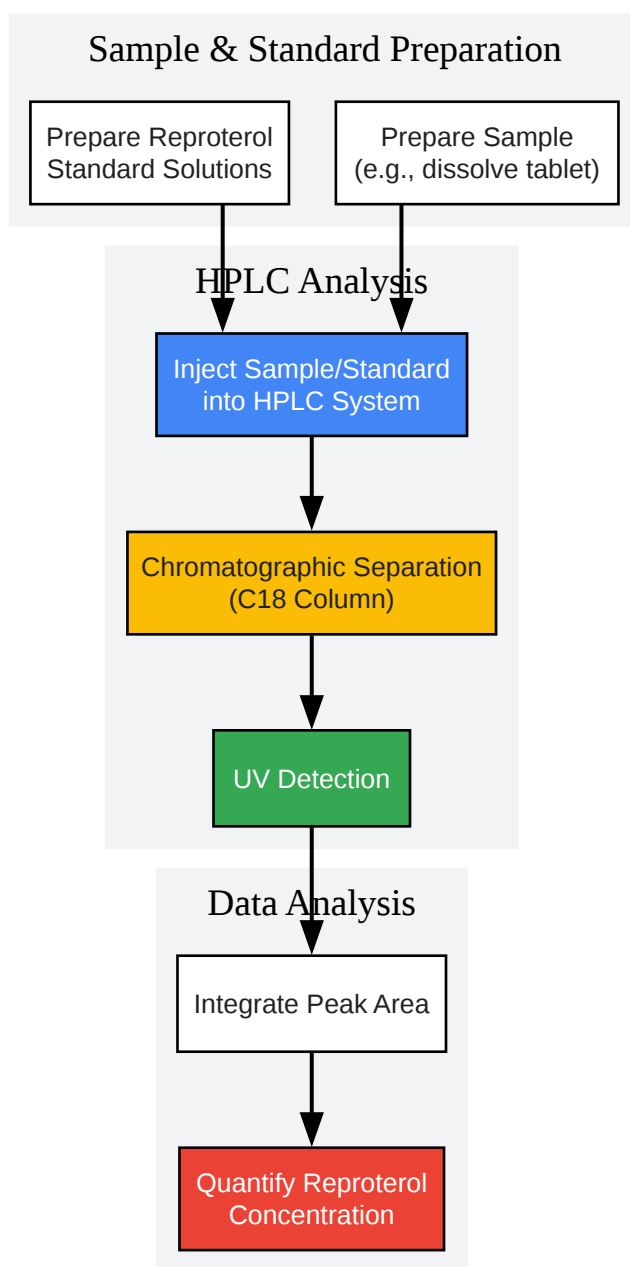 Sample & Standard Preparation
Prepare Reproterol
Standard Solutions
Prepare Sample
(e.g., dissolve tablet)
HPLC Analysis
Inject Sample/Standard
into HPLC System
Chromatographic Separation
(C18 Column)
UV Detection
Data Analysis
Integrate Peak Area
Quantify Reproterol
Concentration